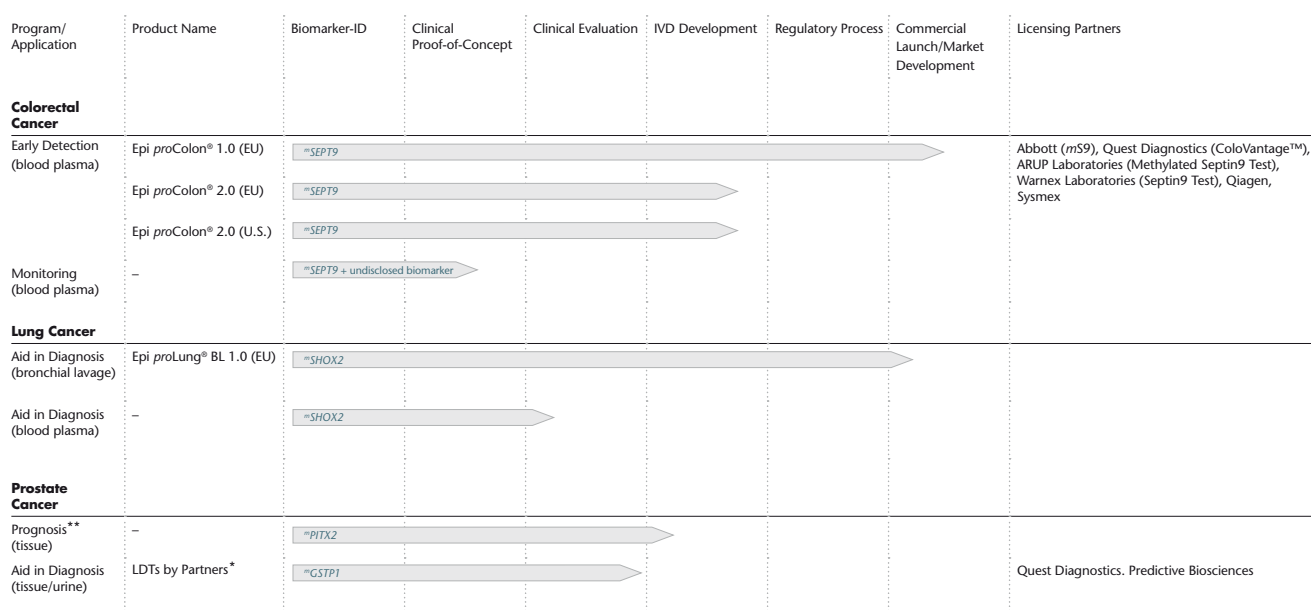 Program/
Application
Product Name
Biomarker-ID
Clinical
Proof-of-Concept
Clinical Evaluation
IVD Development
Regulatory Process
Commercial
Launch/Market
Development
Licensing Partners
Colorectal
Cancer
Early Detection
(blood plasma)
Epi proColon® 1.0 (EU)
mSEPT9
Abbott (mS9), Quest Diagnostics (ColoVantage™),
ARUP Laboratories (Methylated Septin9 Test),
Warnex Laboratories (Septin9 Test), Qiagen,
Sysmex
Epi proColon® 2.0 (EU)
mSEPT9
Epi proColon® 2.0 (U.S.)
mSEPT9
Monitoring
(blood plasma)
–
mSEPT9 + undisclosed biomarker
Lung Cancer
Aid in Diagnosis
(bronchial lavage)
Epi proLung® BL 1.0 (EU)
mSHOX2
Aid in Diagnosis
(blood plasma)
–
mSHOX2
Prostate
Cancer
Prognosis**
(tissue)
–
mPITX2
Aid in Diagnosis
(tissue/urine)
LDTs by Partners*
mGSTP1
Quest Diagnostics. Predictive Biosciences